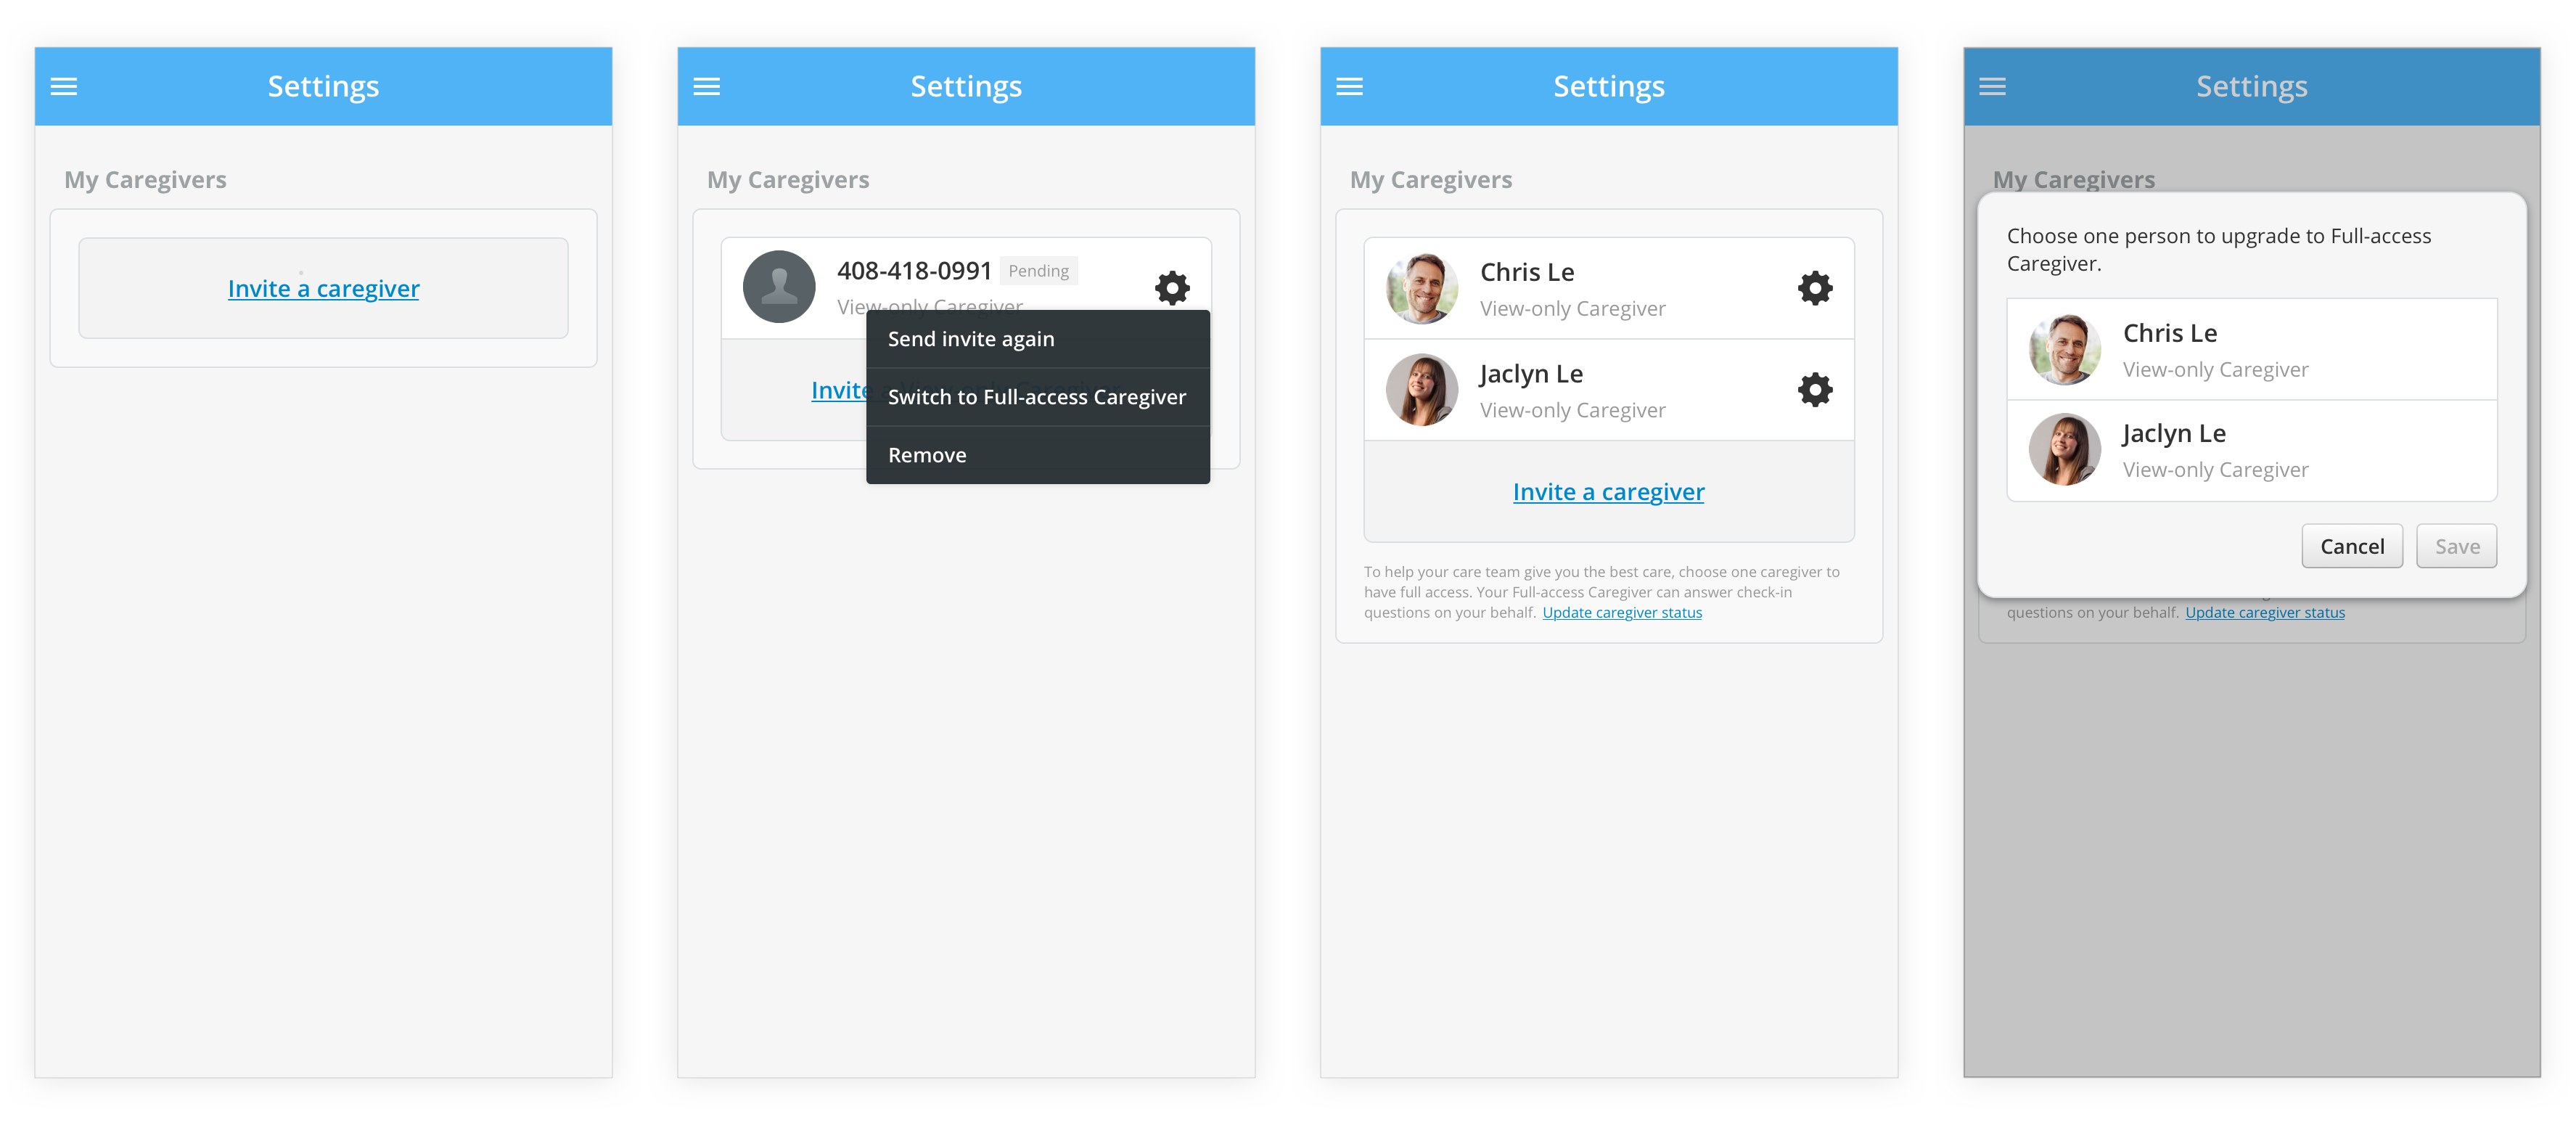 Settings
My Caregivers
Invite a caregiver
Settings
My Caregivers
408-418-0991 Pending
View-only Caregiver
Send invite again
Invite a View-only Caregiver
Switch to Full-access Caregiver
Remove
Settings
My Caregivers
Chris Le
View-only Caregiver
Jaclyn Le
View-only Caregiver
Invite a caregiver
To help your care team give you the best care, choose one caregiver to
have full access. Your Full-access Caregiver can answer check-in
questions on your behalf. Update caregiver status
Settings
My Caregivers
Choose one person to upgrade to Full-access
Caregiver.
Chris Le
View-only Caregiver
Jaclyn Le
View-only Caregiver
Cancel Save
questions on your behalf. Update caregiver status